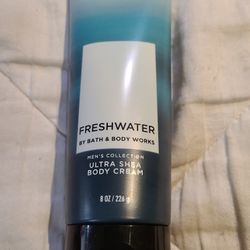 FRESHWATER
BY BATH & BODY WORKS
MEN'S COLLECTION
ULTRA SHEA
BODY CREAM
8 OZ / 226 g